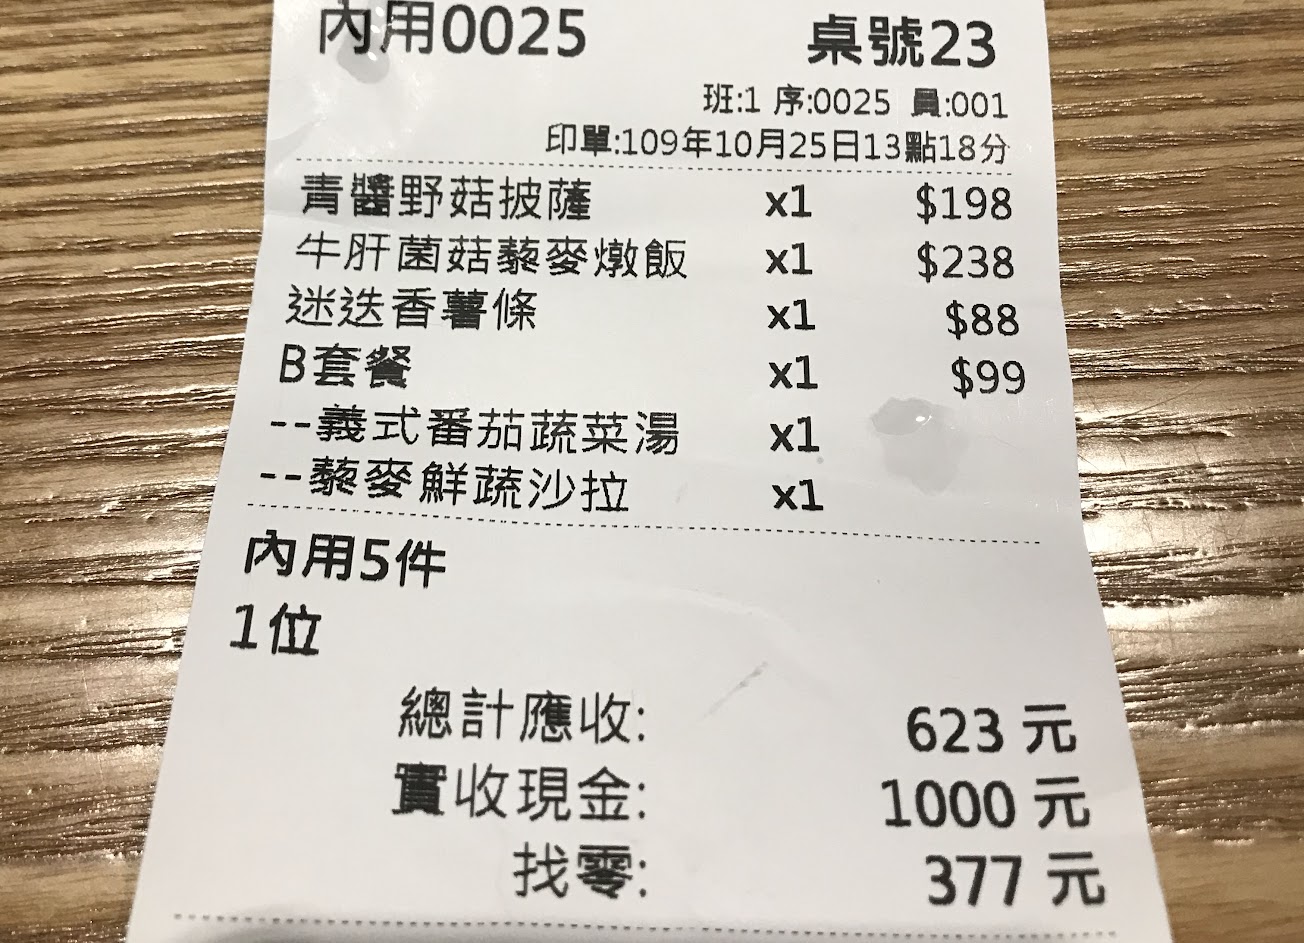 內用0025 桌號23
班:1 序:0025 員:001
印單:109年10月25日13點18分
青醬野菇披薩 x1 $198
牛肝菌菇藜麥燉飯 x1 $238
迷迭香薯條 x1 $88
B套餐 x1 $99
--義式番茄蔬菜湯 x1
--藜麥鮮蔬沙拉 x1
內用5件
1位
總計應收: 623 元
實收現金: 1000 元
找零: 377 元